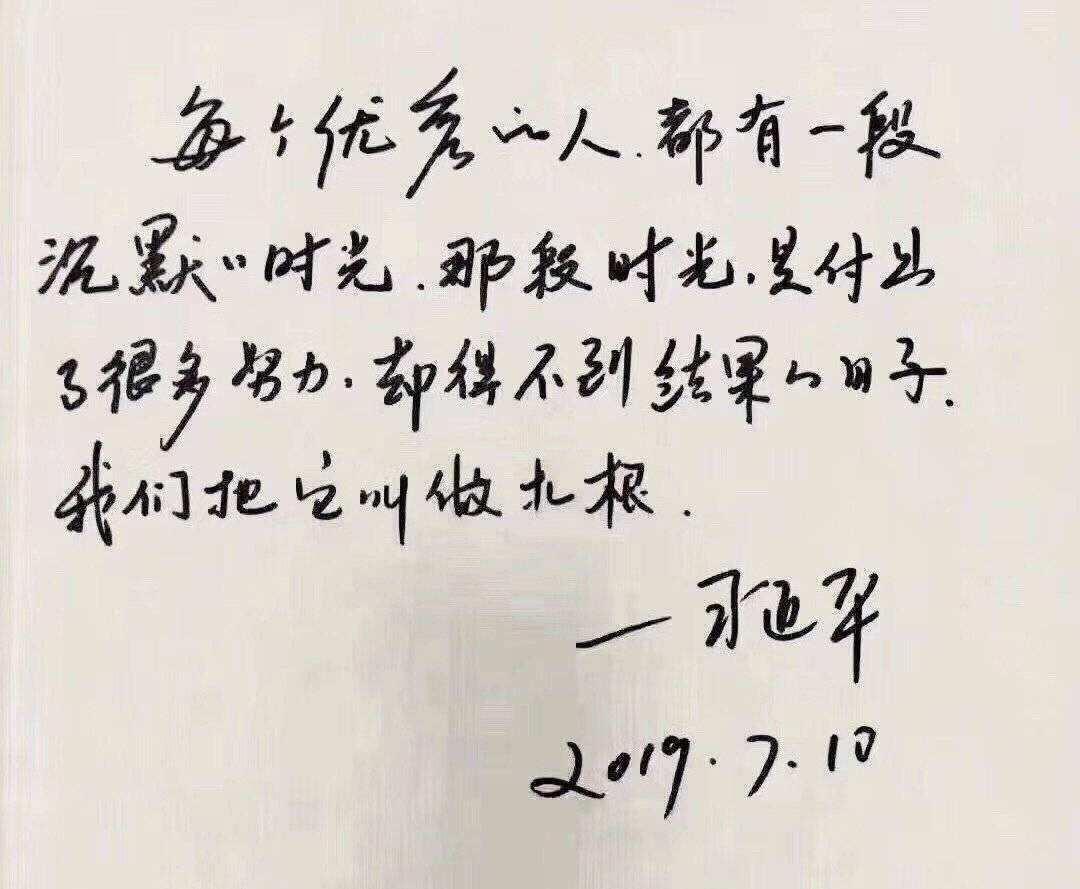 每个优秀的人.都有一段
沉默的时光.那段时光.是付出
了很多努力.却得不到结果的日子.
我们把它叫做扎根.
—习近平
2019.7.10